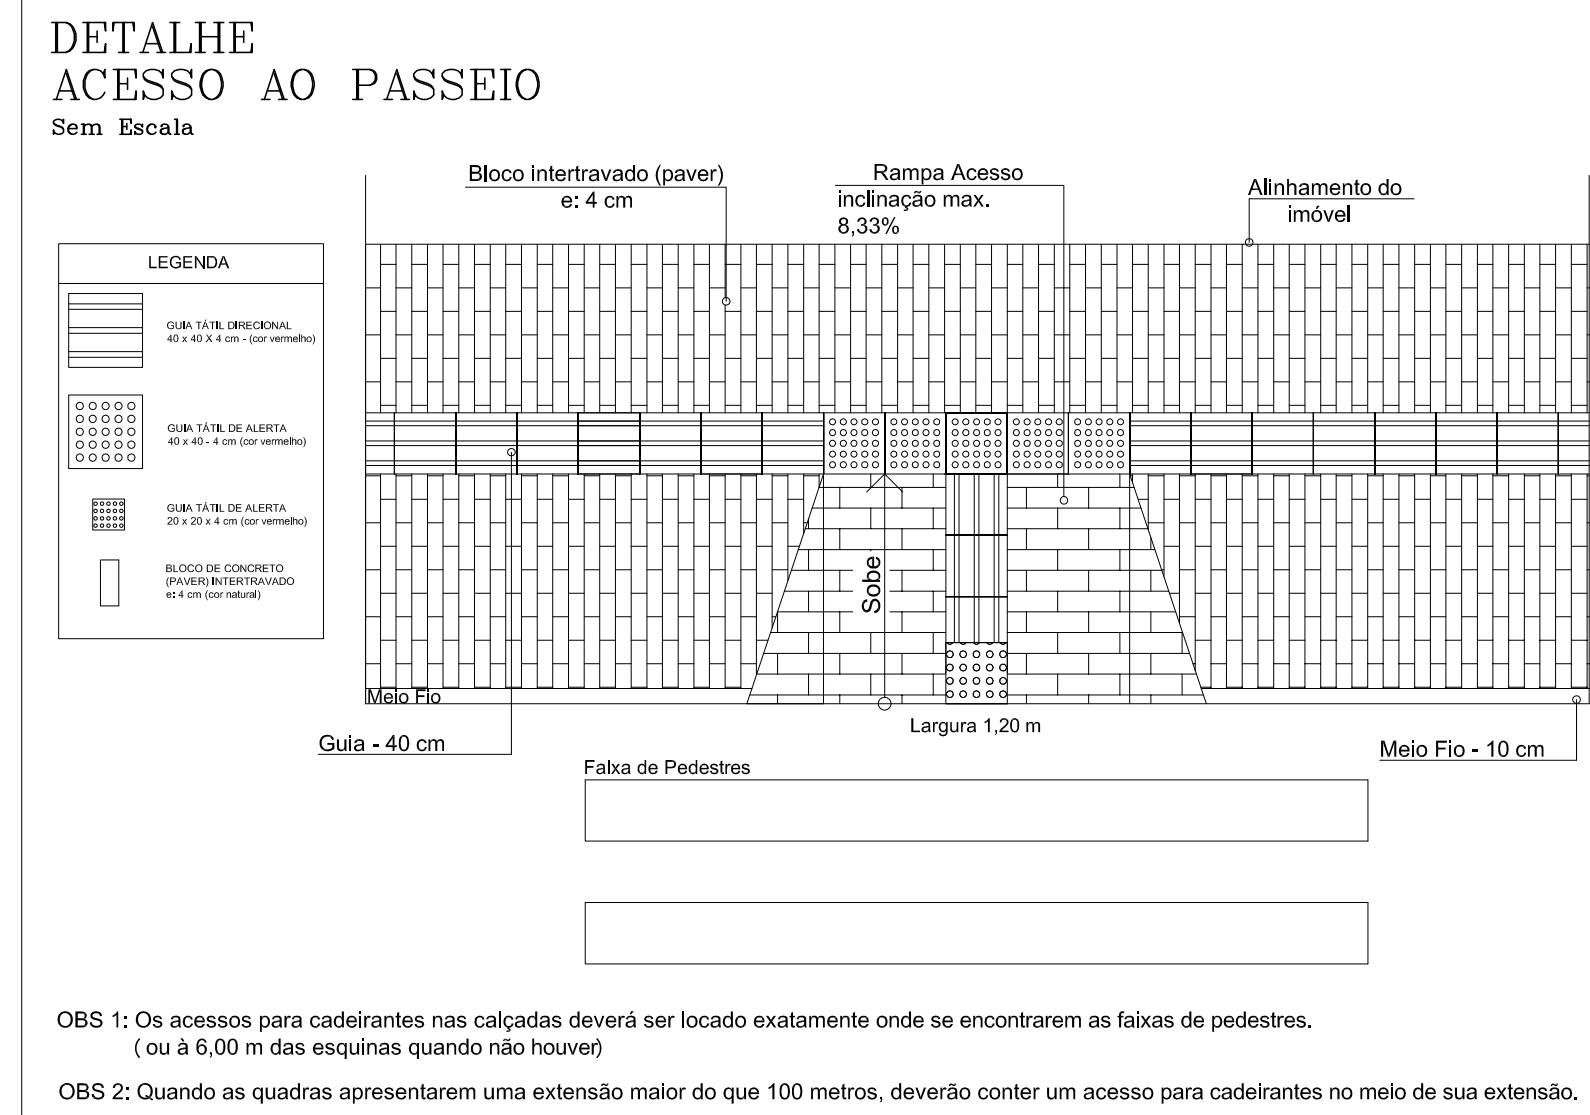 DETALHE
ACESSO AO PASSEIO
Sem Escala
Bloco intertravado (paver)
e: 4 cm
Rampa Acesso
inclinação max.
8,33%
Alinhamento do
imóvel
LEGENDA
GUIA TÁTIL DIRECIONAL
40 x 40 X 4 cm - (cor vermelho)
GUIA TÁTIL DE ALERTA
40 x 40 - 4 cm (cor vermelho)
GUIA TÁTIL DE ALERTA
20 x 20 x 4 cm (cor vermelho)
BLOCO DE CONCRETO
(PAVER) INTERTRAVADO
e: 4 cm (cor natural)
Sobe
Meio Fio
Largura 1,20 m
Guia - 40 cm
Meio Fio - 10 cm
Faixa de Pedestres
OBS 1: Os acessos para cadeirantes nas calçadas deverá ser locado exatamente onde se encontrarem as faixas de pedestres.
( ou à 6,00 m das esquinas quando não houver)
OBS 2: Quando as quadras apresentarem uma extensão maior do que 100 metros, deverão conter um acesso para cadeirantes no meio de sua extensão.